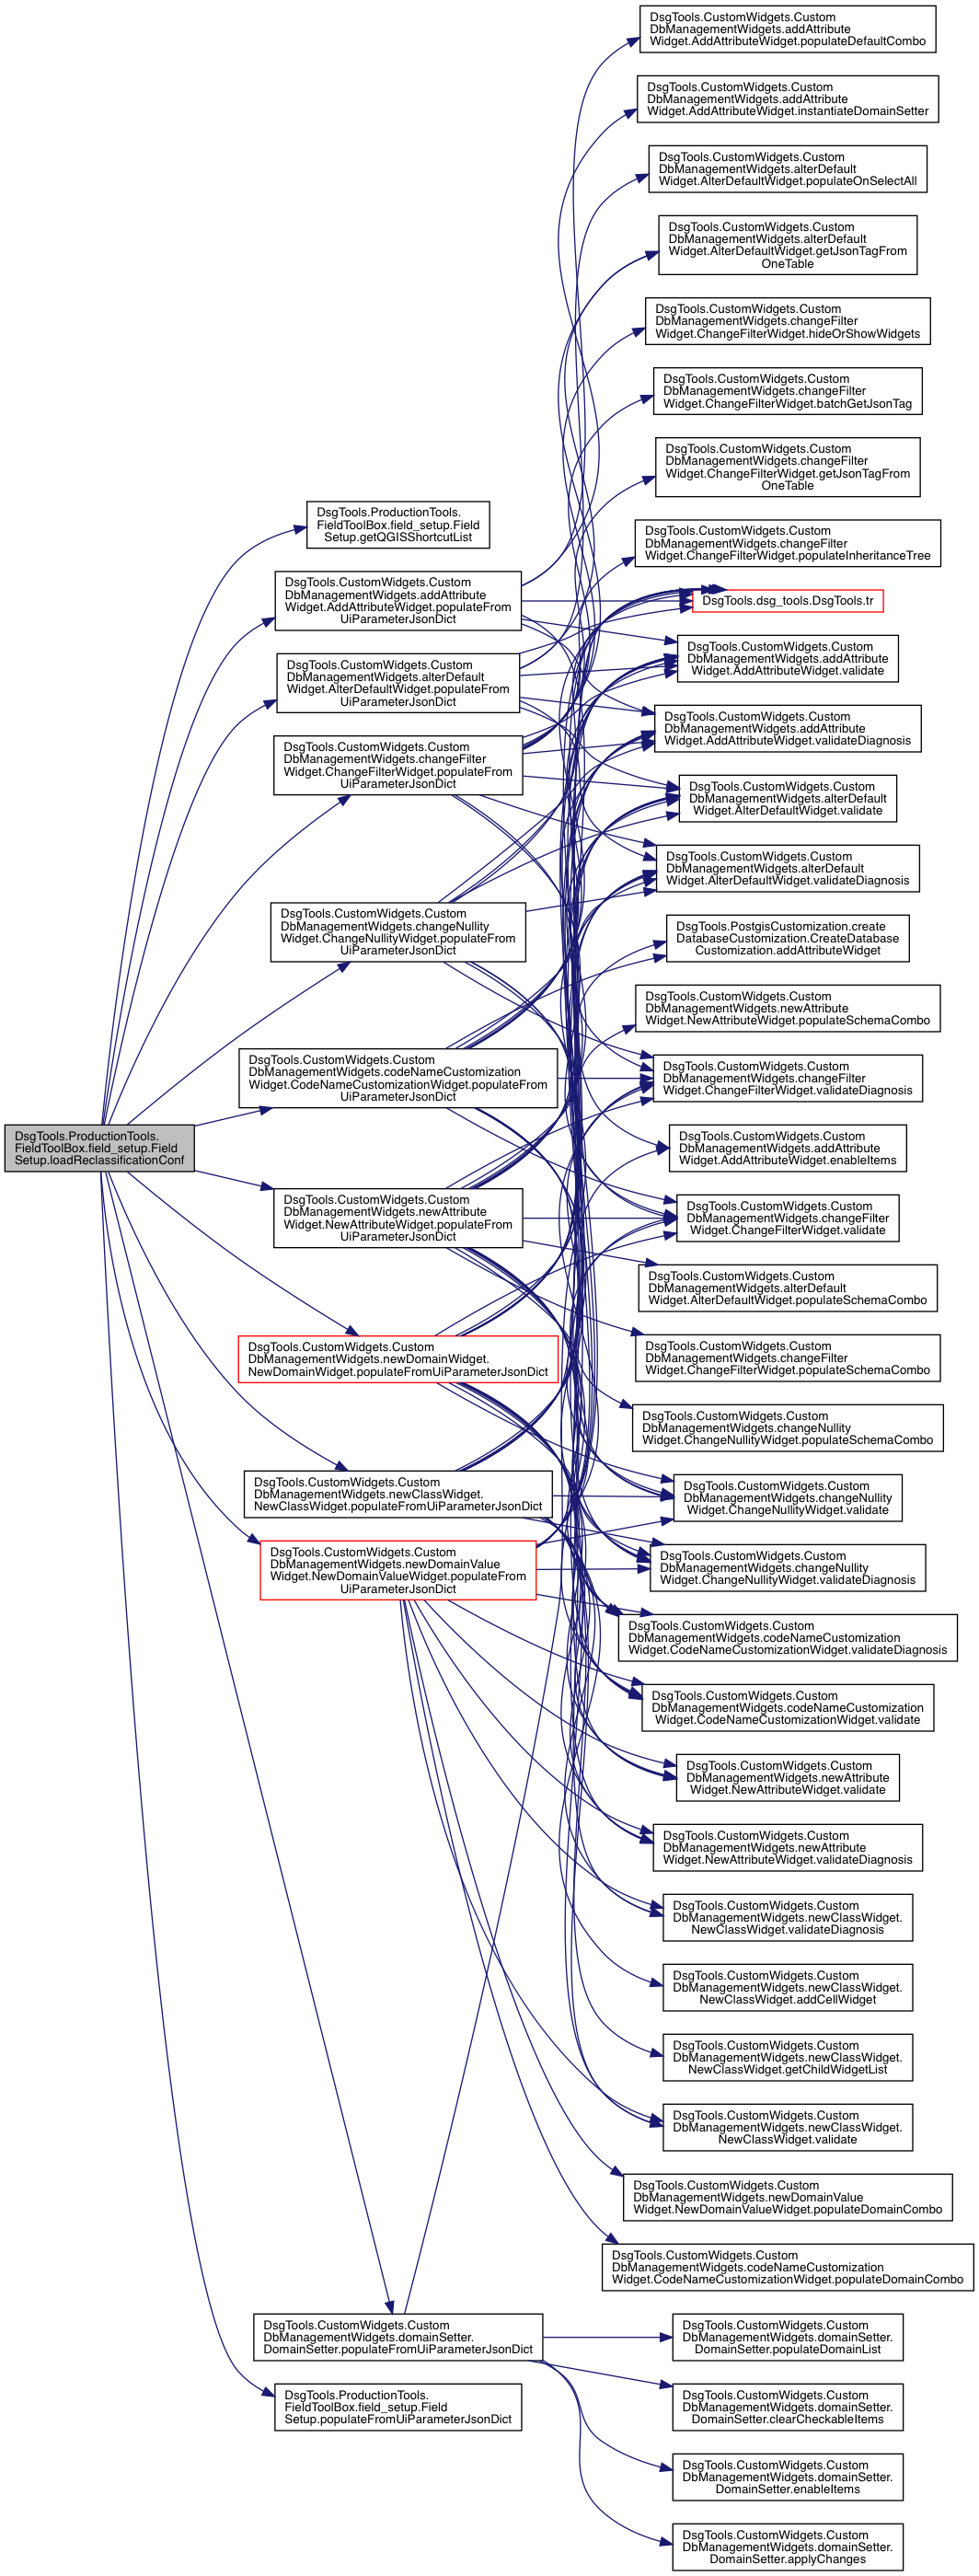 DsgTools.ProductionTools.
FieldToolBox.field_setup.Field
Setup.loadReclassificationConf
DsgTools.ProductionTools.
FieldToolBox.field_setup.Field
Setup.getQGISShortcutList
DsgTools.CustomWidgets.Custom
DbManagementWidgets.addAttribute
Widget.AddAttributeWidget.populateFrom
UiParameterJsonDict
DsgTools.CustomWidgets.Custom
DbManagementWidgets.alterDefault
Widget.AlterDefaultWidget.populateFrom
UiParameterJsonDict
DsgTools.CustomWidgets.Custom
DbManagementWidgets.changeFilter
Widget.ChangeFilterWidget.populateFrom
UiParameterJsonDict
DsgTools.CustomWidgets.Custom
DbManagementWidgets.changeNullity
Widget.ChangeNullityWidget.populateFrom
UiParameterJsonDict
DsgTools.CustomWidgets.Custom
DbManagementWidgets.codeNameCustomization
Widget.CodeNameCustomizationWidget.populateFrom
UiParameterJsonDict
DsgTools.CustomWidgets.Custom
DbManagementWidgets.newAttribute
Widget.NewAttributeWidget.populateFrom
UiParameterJsonDict
DsgTools.CustomWidgets.Custom
DbManagementWidgets.newDomainWidget.
NewDomainWidget.populateFromUiParameterJsonDict
DsgTools.CustomWidgets.Custom
DbManagementWidgets.newClassWidget.
NewClassWidget.populateFromUiParameterJsonDict
DsgTools.CustomWidgets.Custom
DbManagementWidgets.newDomainValue
Widget.NewDomainValueWidget.populateFrom
UiParameterJsonDict
DsgTools.CustomWidgets.Custom
DbManagementWidgets.domainSetter.
DomainSetter.populateFromUiParameterJsonDict
DsgTools.ProductionTools.
FieldToolBox.field_setup.Field
Setup.populateFromUiParameterJsonDict
DsgTools.CustomWidgets.Custom
DbManagementWidgets.addAttribute
Widget.AddAttributeWidget.populateDefaultCombo
DsgTools.CustomWidgets.Custom
DbManagementWidgets.addAttribute
Widget.AddAttributeWidget.instantiateDomainSetter
DsgTools.CustomWidgets.Custom
DbManagementWidgets.alterDefault
Widget.AlterDefaultWidget.populateOnSelectAll
DsgTools.CustomWidgets.Custom
DbManagementWidgets.alterDefault
Widget.AlterDefaultWidget.getJsonTagFrom
OneTable
DsgTools.CustomWidgets.Custom
DbManagementWidgets.changeFilter
Widget.ChangeFilterWidget.hideOrShowWidgets
DsgTools.CustomWidgets.Custom
DbManagementWidgets.changeFilter
Widget.ChangeFilterWidget.batchGetJsonTag
DsgTools.CustomWidgets.Custom
DbManagementWidgets.changeFilter
Widget.ChangeFilterWidget.getJsonTagFrom
OneTable
DsgTools.CustomWidgets.Custom
DbManagementWidgets.changeFilter
Widget.ChangeFilterWidget.populateInheritanceTree
DsgTools.dsg_tools.DsgTools.tr
DsgTools.CustomWidgets.Custom
DbManagementWidgets.addAttribute
Widget.AddAttributeWidget.validate
DsgTools.CustomWidgets.Custom
DbManagementWidgets.addAttribute
Widget.AddAttributeWidget.validateDiagnosis
DsgTools.CustomWidgets.Custom
DbManagementWidgets.alterDefault
Widget.AlterDefaultWidget.validate
DsgTools.CustomWidgets.Custom
DbManagementWidgets.alterDefault
Widget.AlterDefaultWidget.validateDiagnosis
DsgTools.PostgisCustomization.create
DatabaseCustomization.CreateDatabase
Customization.addAttributeWidget
DsgTools.CustomWidgets.Custom
DbManagementWidgets.newAttribute
Widget.NewAttributeWidget.populateSchemaCombo
DsgTools.CustomWidgets.Custom
DbManagementWidgets.changeFilter
Widget.ChangeFilterWidget.validateDiagnosis
DsgTools.CustomWidgets.Custom
DbManagementWidgets.addAttribute
Widget.AddAttributeWidget.enableItems
DsgTools.CustomWidgets.Custom
DbManagementWidgets.changeFilter
Widget.ChangeFilterWidget.validate
DsgTools.CustomWidgets.Custom
DbManagementWidgets.alterDefault
Widget.AlterDefaultWidget.populateSchemaCombo
DsgTools.CustomWidgets.Custom
DbManagementWidgets.changeFilter
Widget.ChangeFilterWidget.populateSchemaCombo
DsgTools.CustomWidgets.Custom
DbManagementWidgets.changeNullity
Widget.ChangeNullityWidget.populateSchemaCombo
DsgTools.CustomWidgets.Custom
DbManagementWidgets.changeNullity
Widget.ChangeNullityWidget.validate
DsgTools.CustomWidgets.Custom
DbManagementWidgets.changeNullity
Widget.ChangeNullityWidget.validateDiagnosis
DsgTools.CustomWidgets.Custom
DbManagementWidgets.codeNameCustomization
Widget.CodeNameCustomizationWidget.validateDiagnosis
DsgTools.CustomWidgets.Custom
DbManagementWidgets.codeNameCustomization
Widget.CodeNameCustomizationWidget.validate
DsgTools.CustomWidgets.Custom
DbManagementWidgets.newAttribute
Widget.NewAttributeWidget.validate
DsgTools.CustomWidgets.Custom
DbManagementWidgets.newAttribute
Widget.NewAttributeWidget.validateDiagnosis
DsgTools.CustomWidgets.Custom
DbManagementWidgets.newClassWidget.
NewClassWidget.validateDiagnosis
DsgTools.CustomWidgets.Custom
DbManagementWidgets.newClassWidget.
NewClassWidget.addCellWidget
DsgTools.CustomWidgets.Custom
DbManagementWidgets.newClassWidget.
NewClassWidget.getChildWidgetList
DsgTools.CustomWidgets.Custom
DbManagementWidgets.newClassWidget.
NewClassWidget.validate
DsgTools.CustomWidgets.Custom
DbManagementWidgets.newDomainValue
Widget.NewDomainValueWidget.populateDomainCombo
DsgTools.CustomWidgets.Custom
DbManagementWidgets.codeNameCustomization
Widget.CodeNameCustomizationWidget.populateDomainCombo
DsgTools.CustomWidgets.Custom
DbManagementWidgets.domainSetter.
DomainSetter.populateDomainList
DsgTools.CustomWidgets.Custom
DbManagementWidgets.domainSetter.
DomainSetter.clearCheckableItems
DsgTools.CustomWidgets.Custom
DbManagementWidgets.domainSetter.
DomainSetter.enableItems
DsgTools.CustomWidgets.Custom
DbManagementWidgets.domainSetter.
DomainSetter.applyChanges